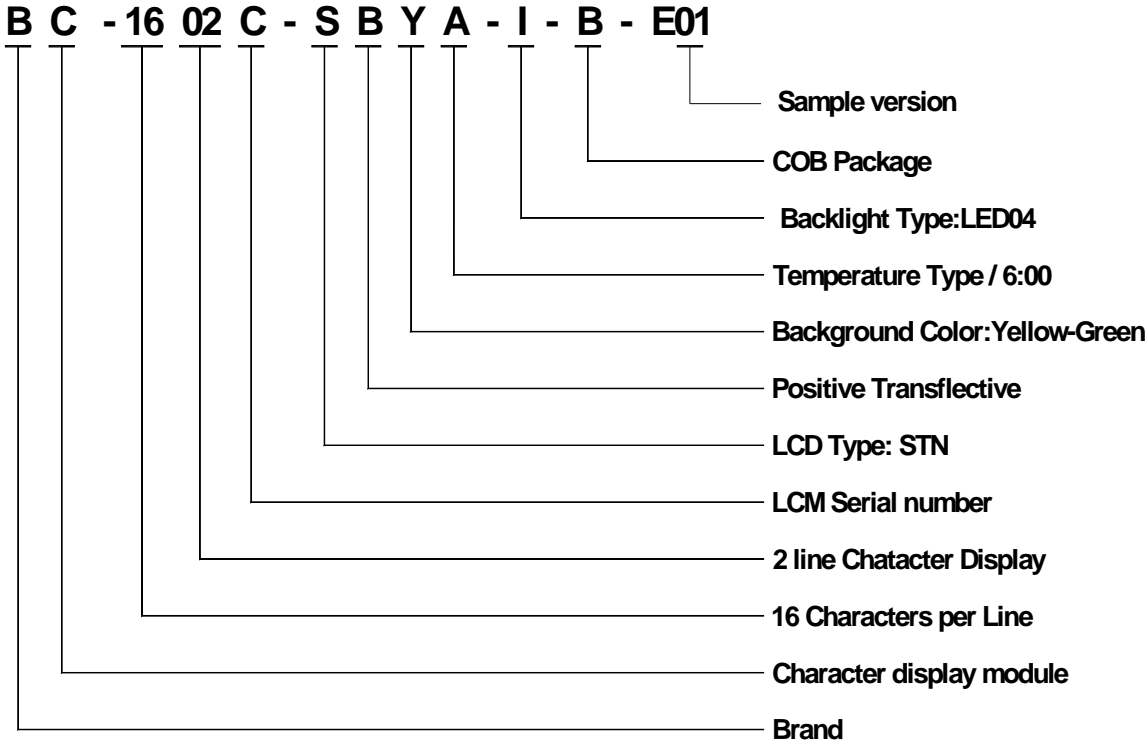 B C - 16 02 C - S B Y A - I - B - E01
Sample version
COB Package
Backlight Type:LED04
Temperature Type / 6:00
Background Color:Yellow-Green
Positive Transflective
LCD Type: STN
LCM Serial number
2 line Chatacter Display
16 Characters per Line
Character display module
Brand